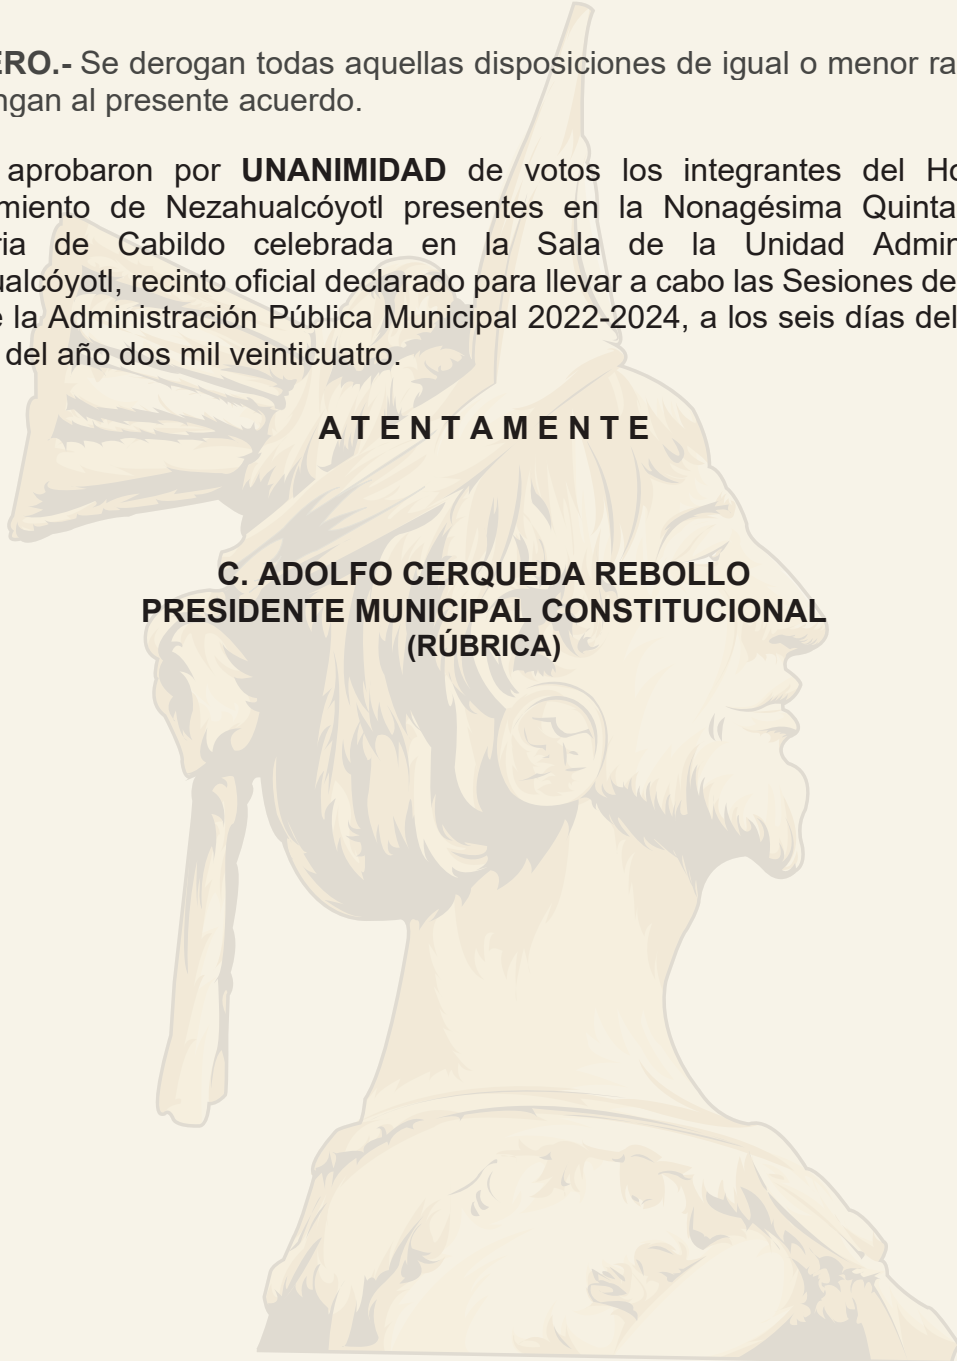 ERO.- Se derogan todas aquellas disposiciones de igual o menor ra
ngan al presente acuerdo.
aprobaron por UNANIMIDAD de votos los integrantes del Ho
miento de Nezahualcóyotl presentes en la Nonagésima Quinta
ria de Cabildo celebrada en la Sala de la Unidad Admin
ualcóyotl, recinto oficial declarado para llevar a cabo las Sesiones de
e la Administración Pública Municipal 2022-2024, a los seis días del
del año dos mil veinticuatro.
A T E N T A M E N T E
C. ADOLFO CERQUEDA REBOLLO
PRESIDENTE MUNICIPAL CONSTITUCIONAL
(RÚBRICA)